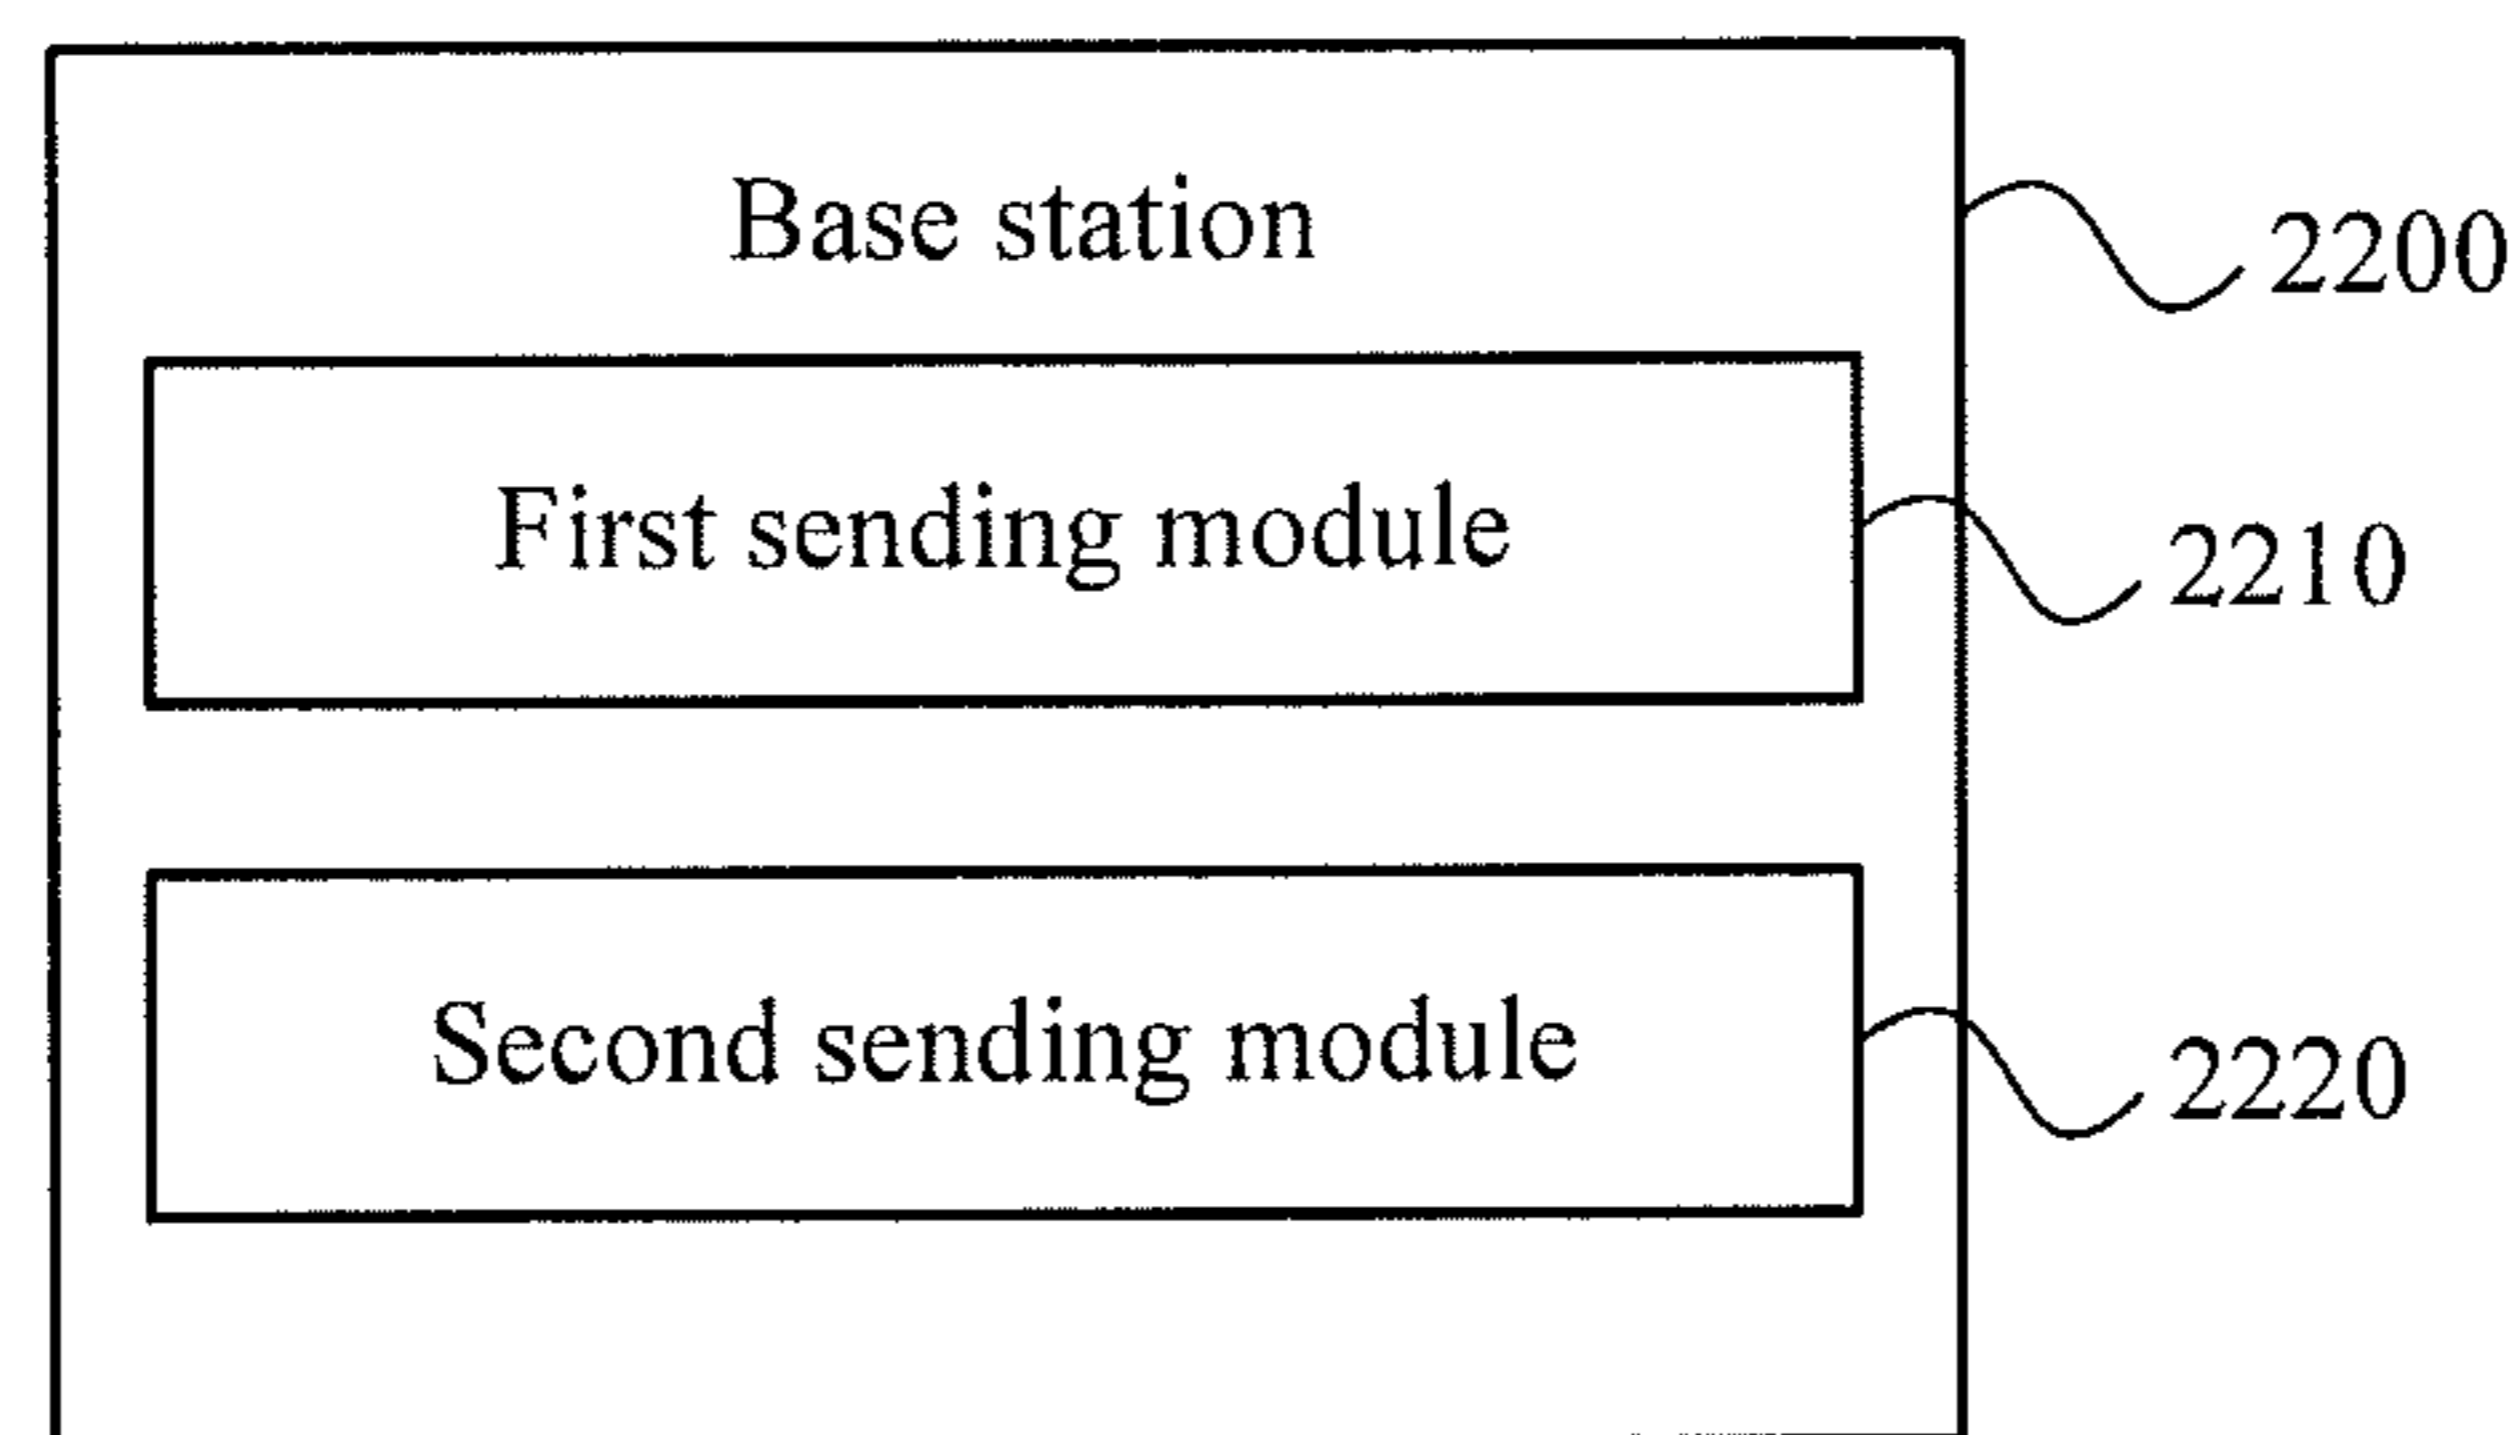 Base station
2200
First sending module
2210
Second sending module
2220